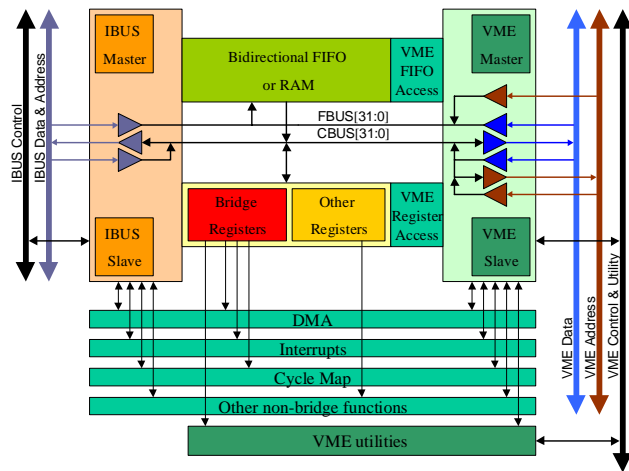 IBUS
Master
Bidirectional FIFO
or RAM
VME
FIFO
Access
VME
Master
FBUS[31:0]
CBUS[31:0]
IBUS Control
IBUS Data & Address
Bridge
Registers
Other
Registers
VME
Register
Access
IBUS
Slave
VME
Slave
DMA
Interrupts
Cycle Map
Other non-bridge functions
VME utilities
VME Data
VME Address
VME Control & Utility